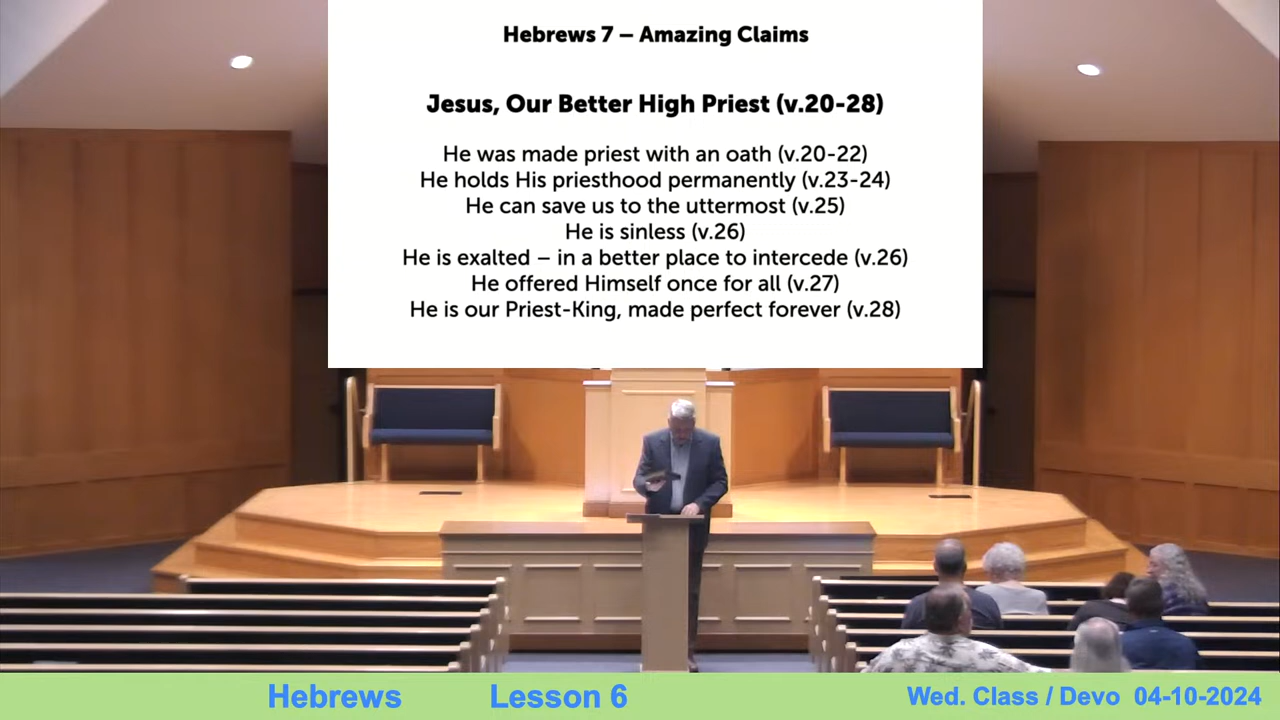 Hebrews 7 – Amazing Claims
Jesus, Our Better High Priest (v.20-28)
He was made priest with an oath (v.20-22)
He holds His priesthood permanently (v.23-24)
He can save us to the uttermost (v.25)
He is sinless (v.26)
He is exalted – in a better place to intercede (v.26)
He offered Himself once for all (v.27)
He is our Priest-King, made perfect forever (v.28)
Hebrews Lesson 6 Wed. Class / Devo 04-10-2024